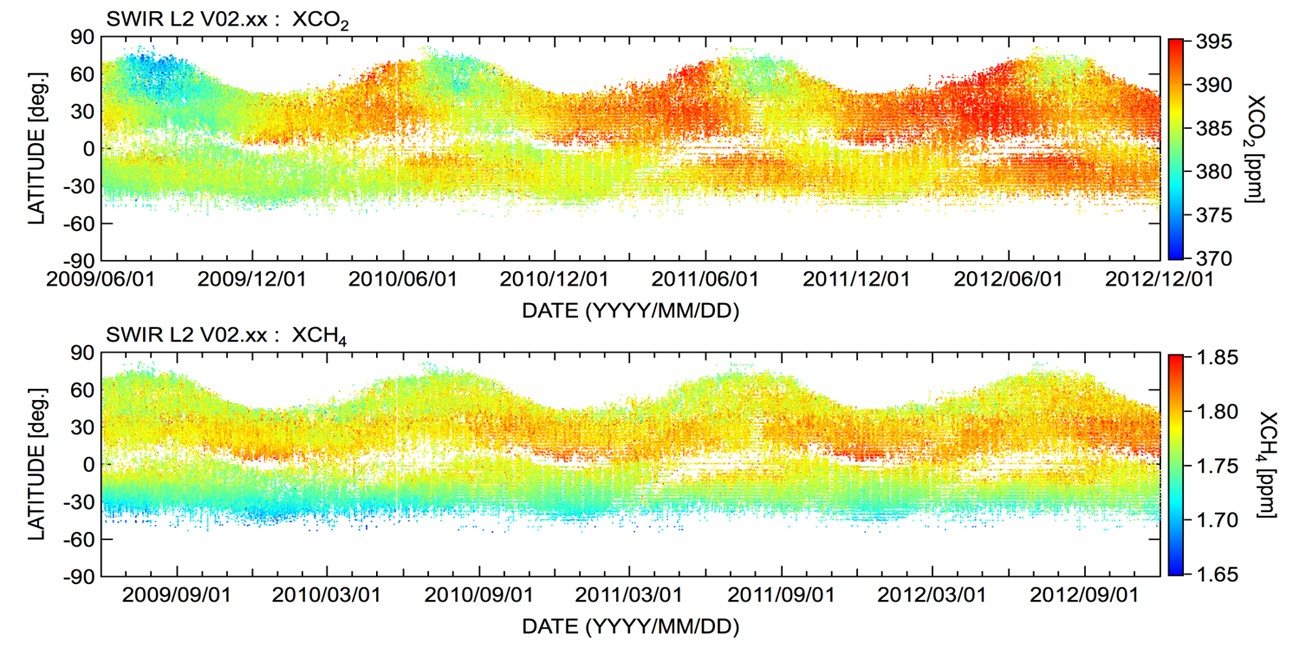 SWIR L2 V02.xx : XCO₂
90
60
30
0
-30
-60
-90
LATITUDE [deg.]
2009/06/01 2009/12/01 2010/06/01 2010/12/01 2011/06/01 2011/12/01 2012/06/01 2012/12/01
DATE (YYYY/MM/DD)
395
390
385
380
375
370
XCO₂ [ppm]
SWIR L2 V02.xx : XCH₄
90
60
30
0
-30
-60
-90
LATITUDE [deg.]
2009/09/01 2010/03/01 2010/09/01 2011/03/01 2011/09/01 2012/03/01 2012/09/01
DATE (YYYY/MM/DD)
1.85
1.80
1.75
1.70
1.65
XCH₄ [ppm]